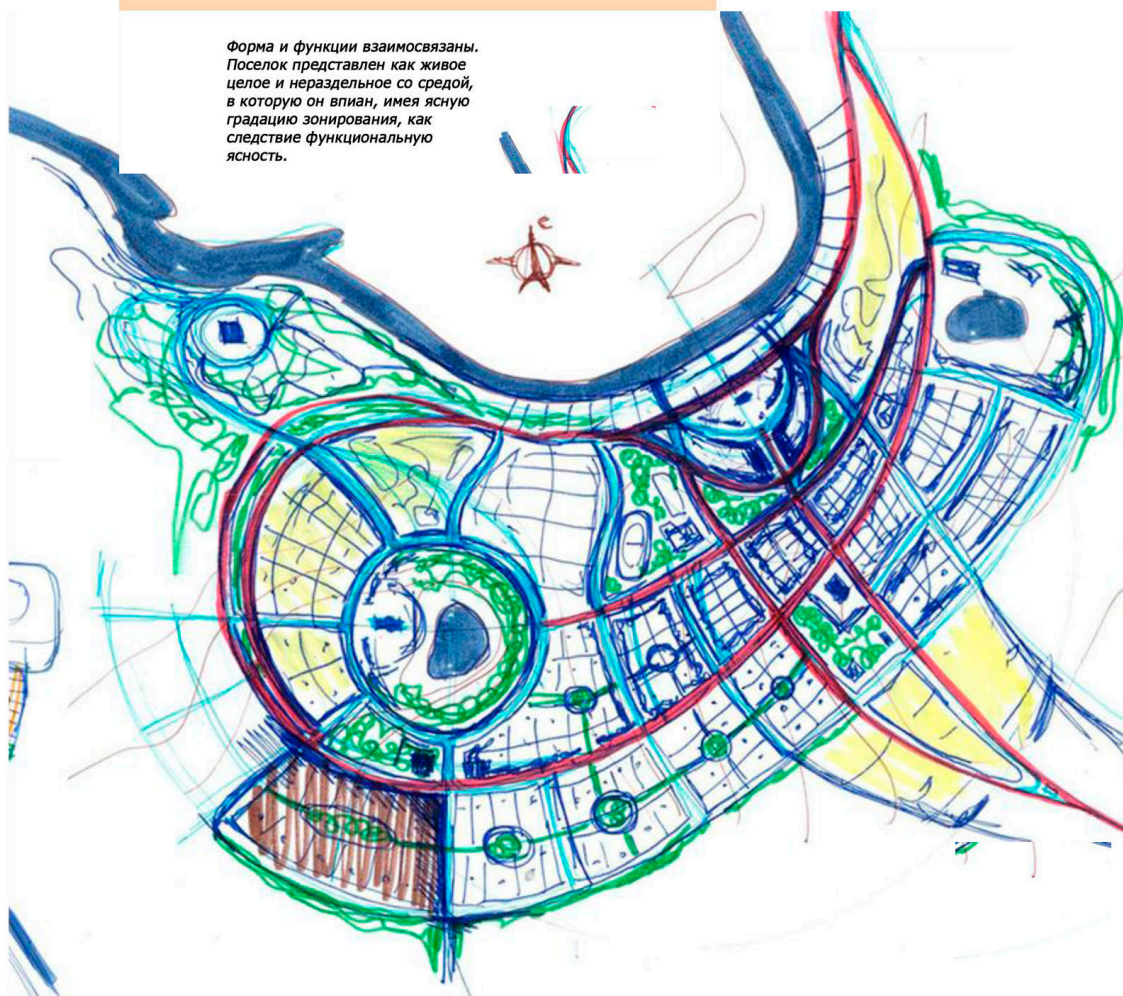 Форма и функции взаимосвязаны.
Поселок представлен как живое
целое и нераздельное со средой,
в которую он впиан, имея ясную
градацию зонирования, как
следствие функциональную
ясность.
с